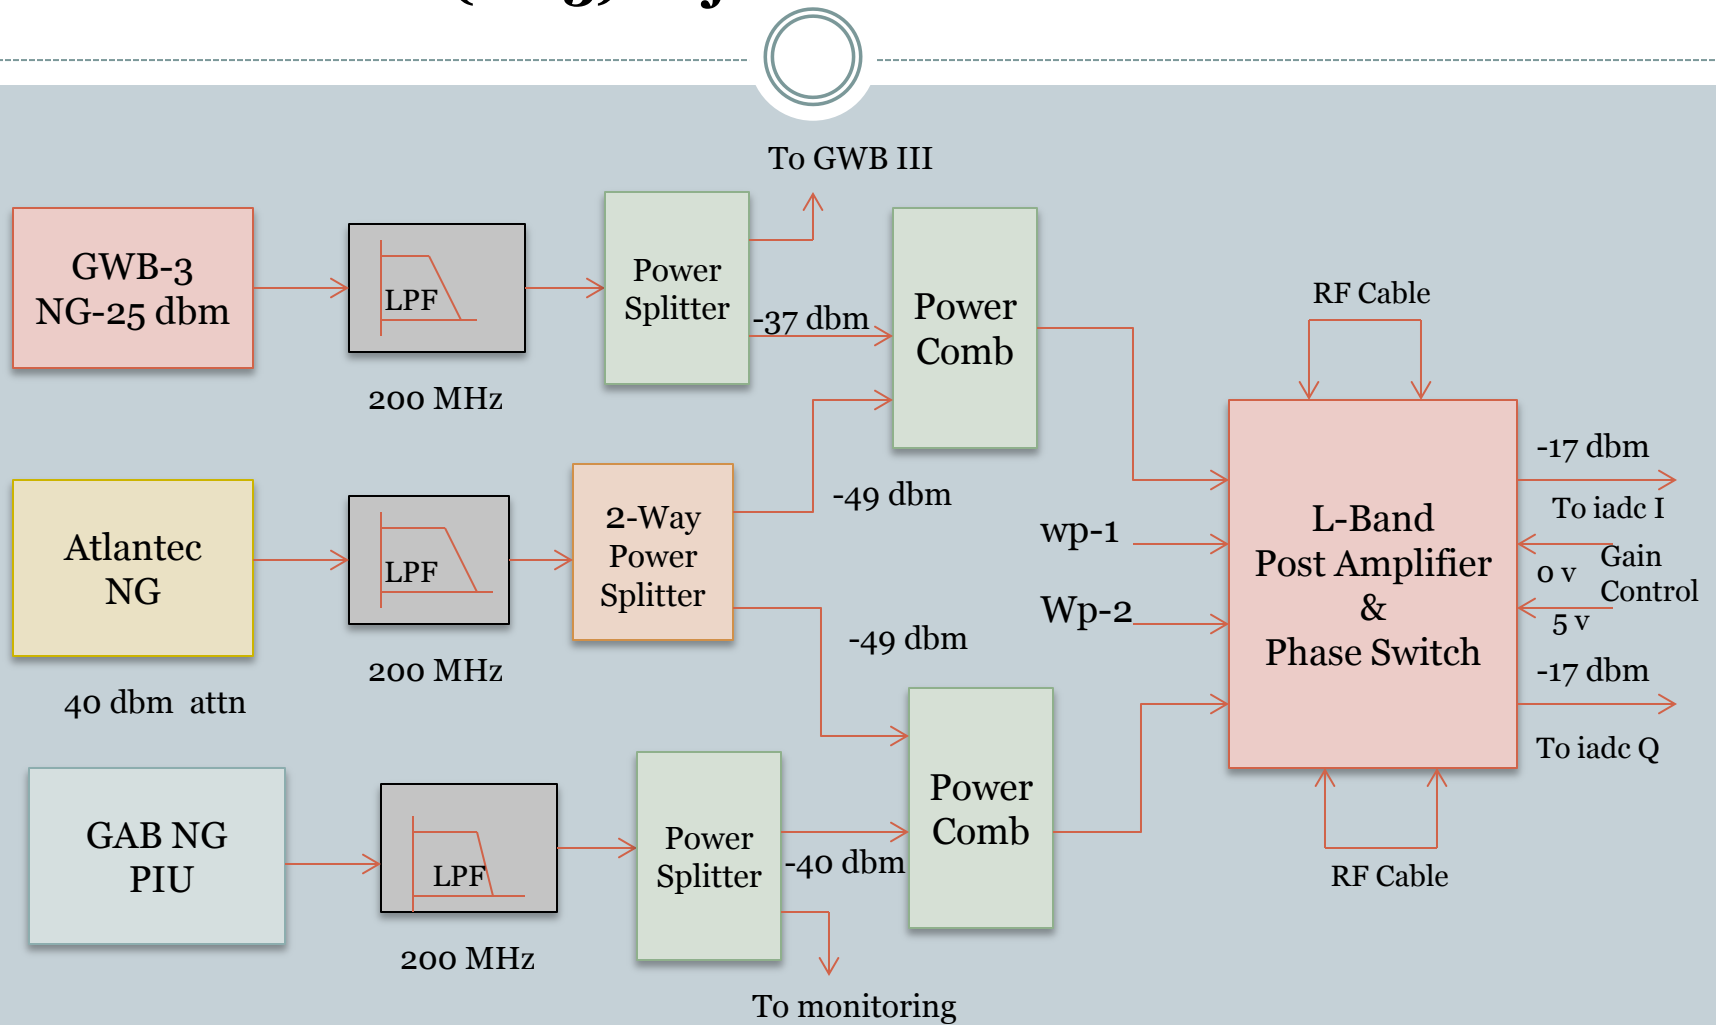 To GWB III
GWB-3
NG-25 dbm
LPF
200 MHz
Power
Splitter
-37 dbm
Power
Comb
RF Cable
Atlantec
NG
40 dbm attn
LPF
200 MHz
2-Way
Power
Splitter
-49 dbm
-49 dbm
wp-1
Wp-2
L-Band
Post Amplifier
&
Phase Switch
-17 dbm
To iadc I
Gain
Control
0 v
5 v
-17 dbm
To iadc Q
RF Cable
GAB NG
PIU
LPF
200 MHz
Power
Splitter
-40 dbm
Power
Comb
To monitoring